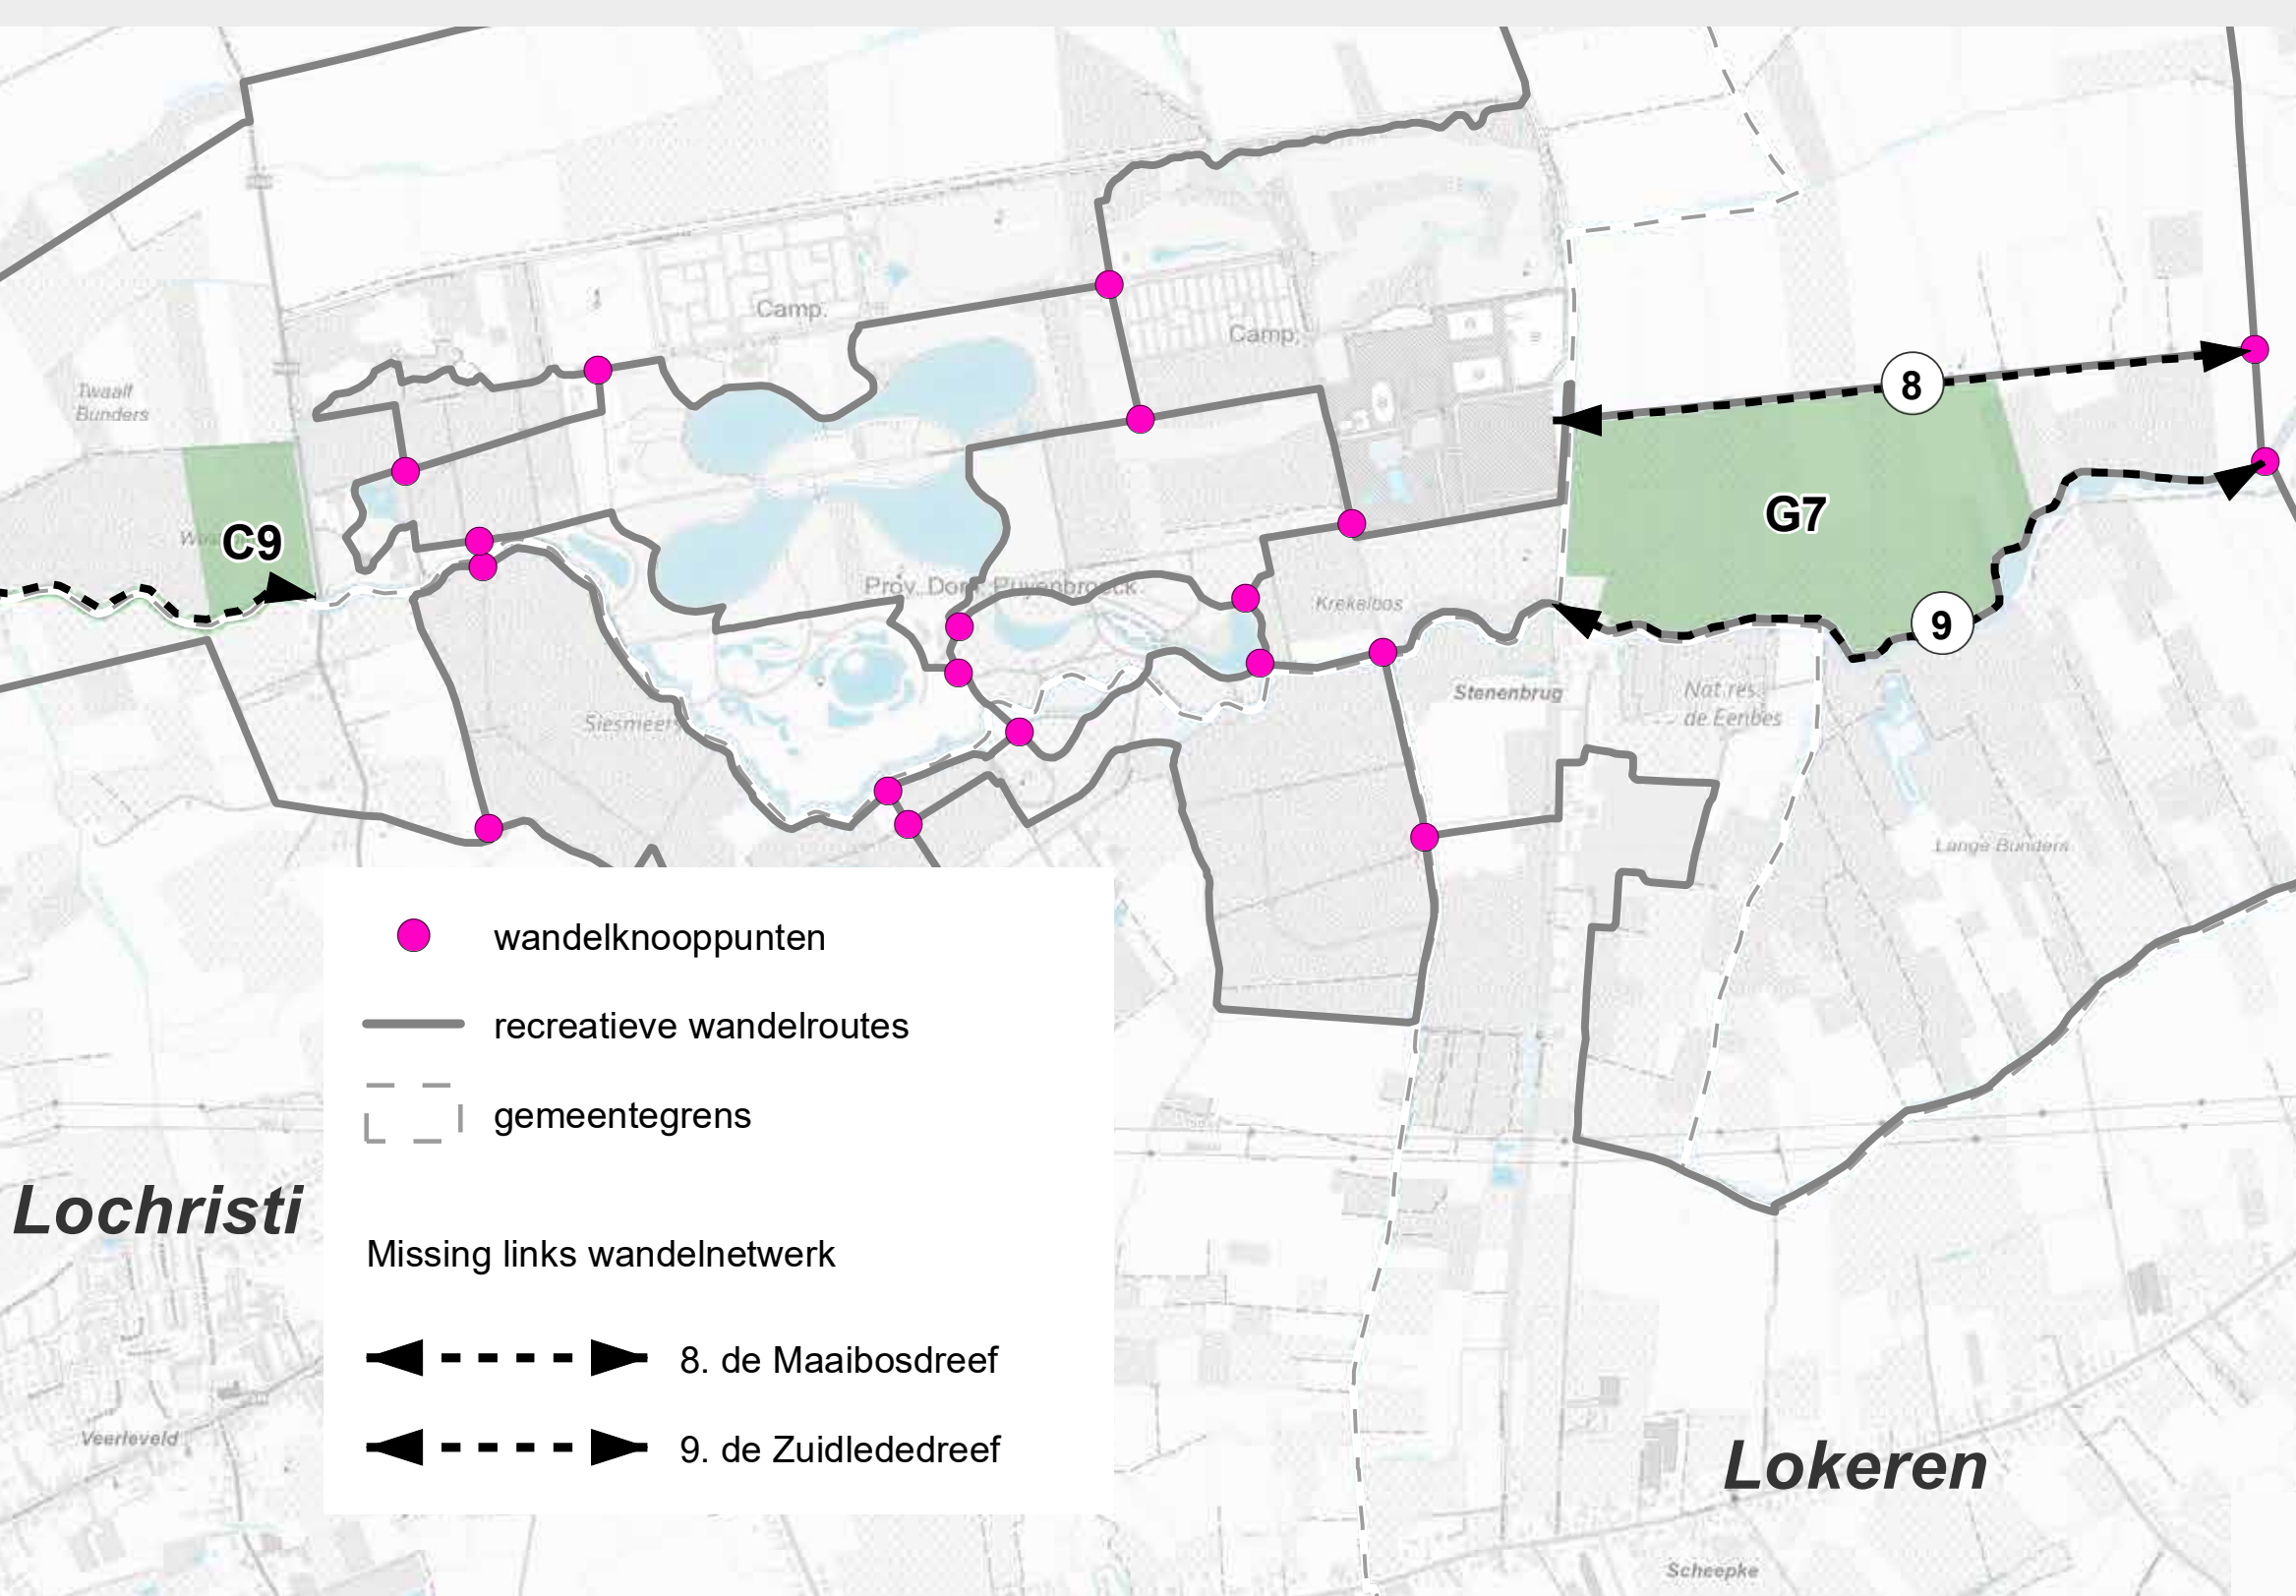 Camp.
Camp.
8
Twaalf
Bunders
G7
C9
Prov. Dom. Puyenbroeck
Krekelbos
9
Stenenbrug
Nat.res.
de Eenbes
Siesmeers
Lange Bunders
wandelknooppunten
recreatieve wandelroutes
gemeentegrens
Lochristi
Missing links wandelnetwerk
8. de Maaibosdreef
9. de Zuidlededreef
Veerleveld
Lokeren
Scheepke